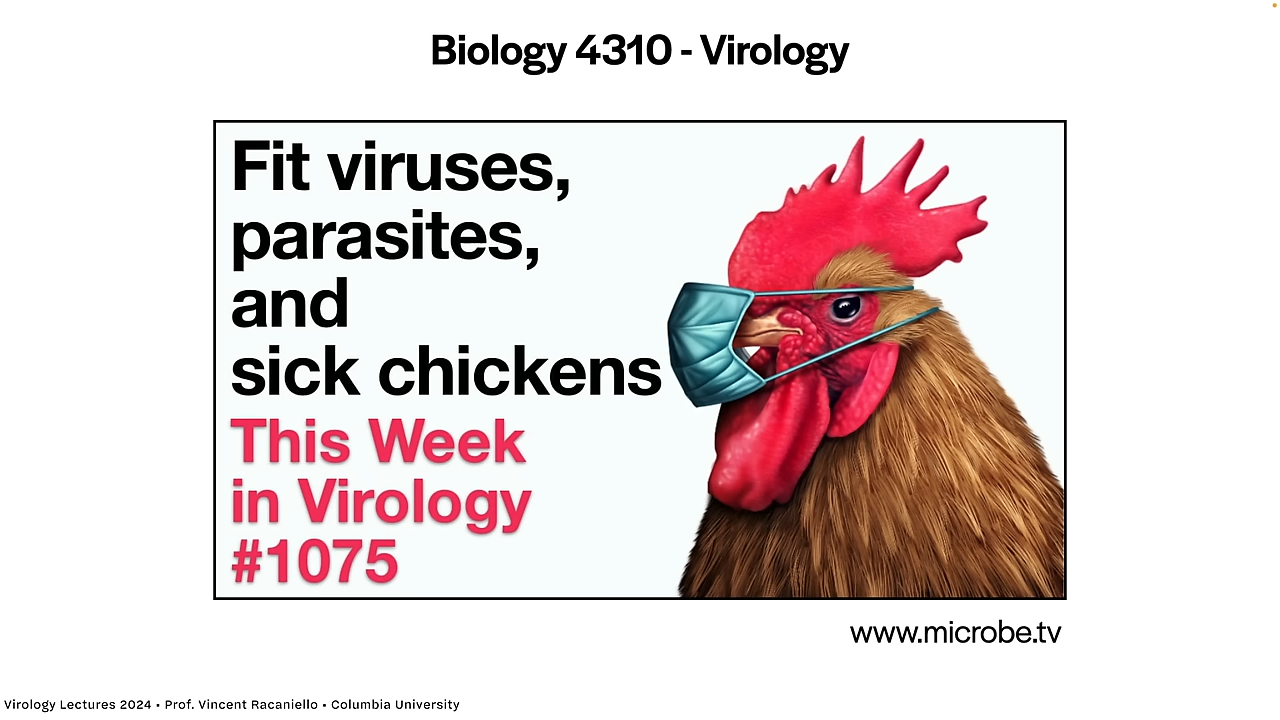 Biology 4310 - Virology
Fit viruses,
parasites,
and
sick chickens
This Week
in Virology
#1075
www.microbe.tv
Virology Lectures 2024 • Prof. Vincent Racaniello • Columbia University